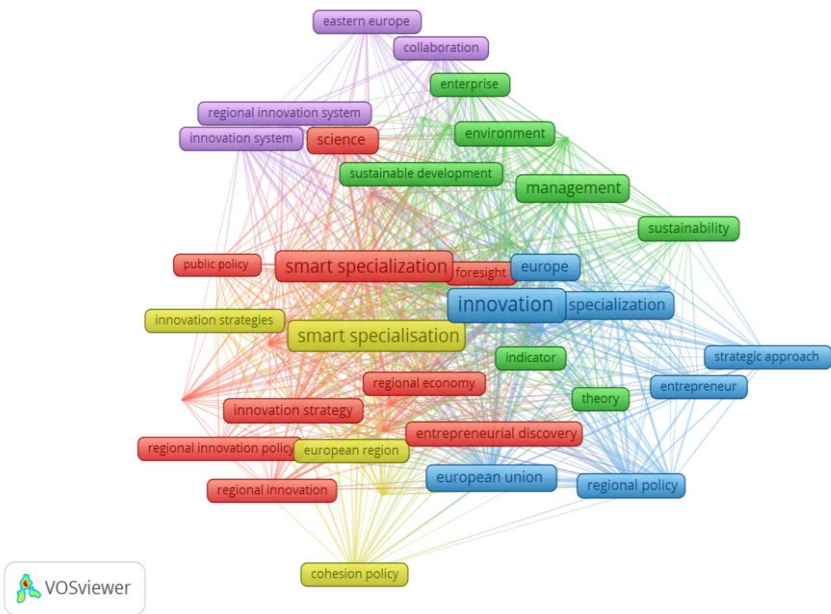 eastern europe
collaboration
enterprise
regional innovation system
environment
innovation system
science
sustainable development
management
sustainability
public policy
smart specialization
foresight
europe
innovation
specialization
innovation strategies
smart specialisation
indicator
strategic approach
regional economy
entrepreneur
innovation strategy
theory
entrepreneurial discovery
regional innovation policy
european region
european union
regional policy
regional innovation
cohesion policy
VOSviewer